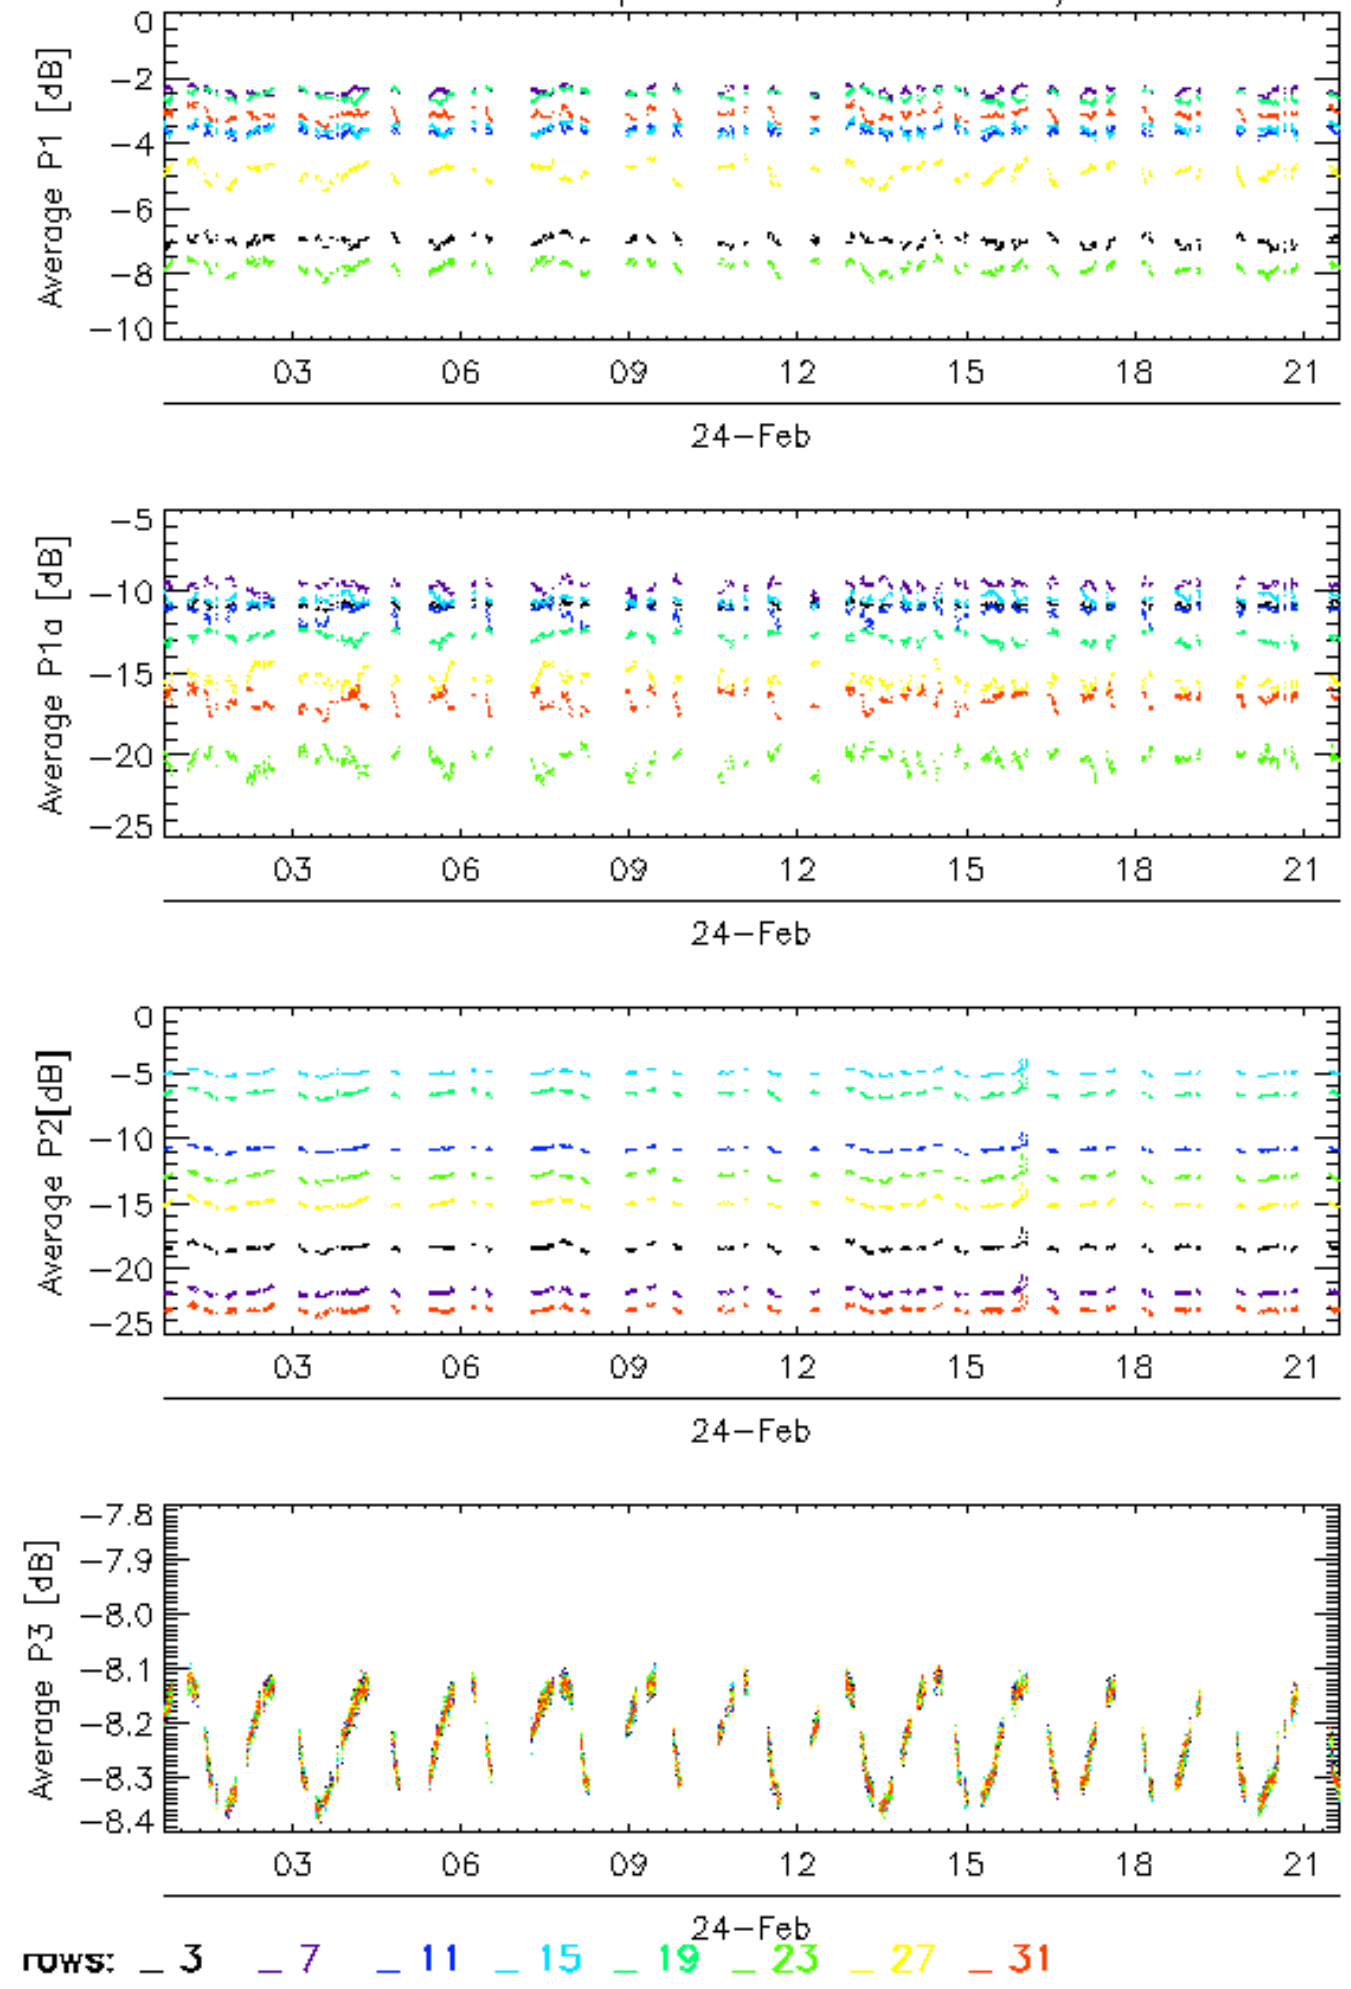 0
−2
−4
−6
−8
−10
Average P1 [dB]
03 06 09 12 15 18 21
24−Feb
−5
−10
−15
−20
−25
Average P1a [dB]
03 06 09 12 15 18 21
24−Feb
0
−5
−10
−15
−20
−25
Average P2[dB]
03 06 09 12 15 18 21
24−Feb
−7.8
−7.9
−8.0
−8.1
−8.2
−8.3
−8.4
Average P3 [dB]
03 06 09 12 15 18 21
24−Feb
rows: _ 3 _ 7 _ 11 _ 15 _ 19 _ 23 _ 27 _ 31